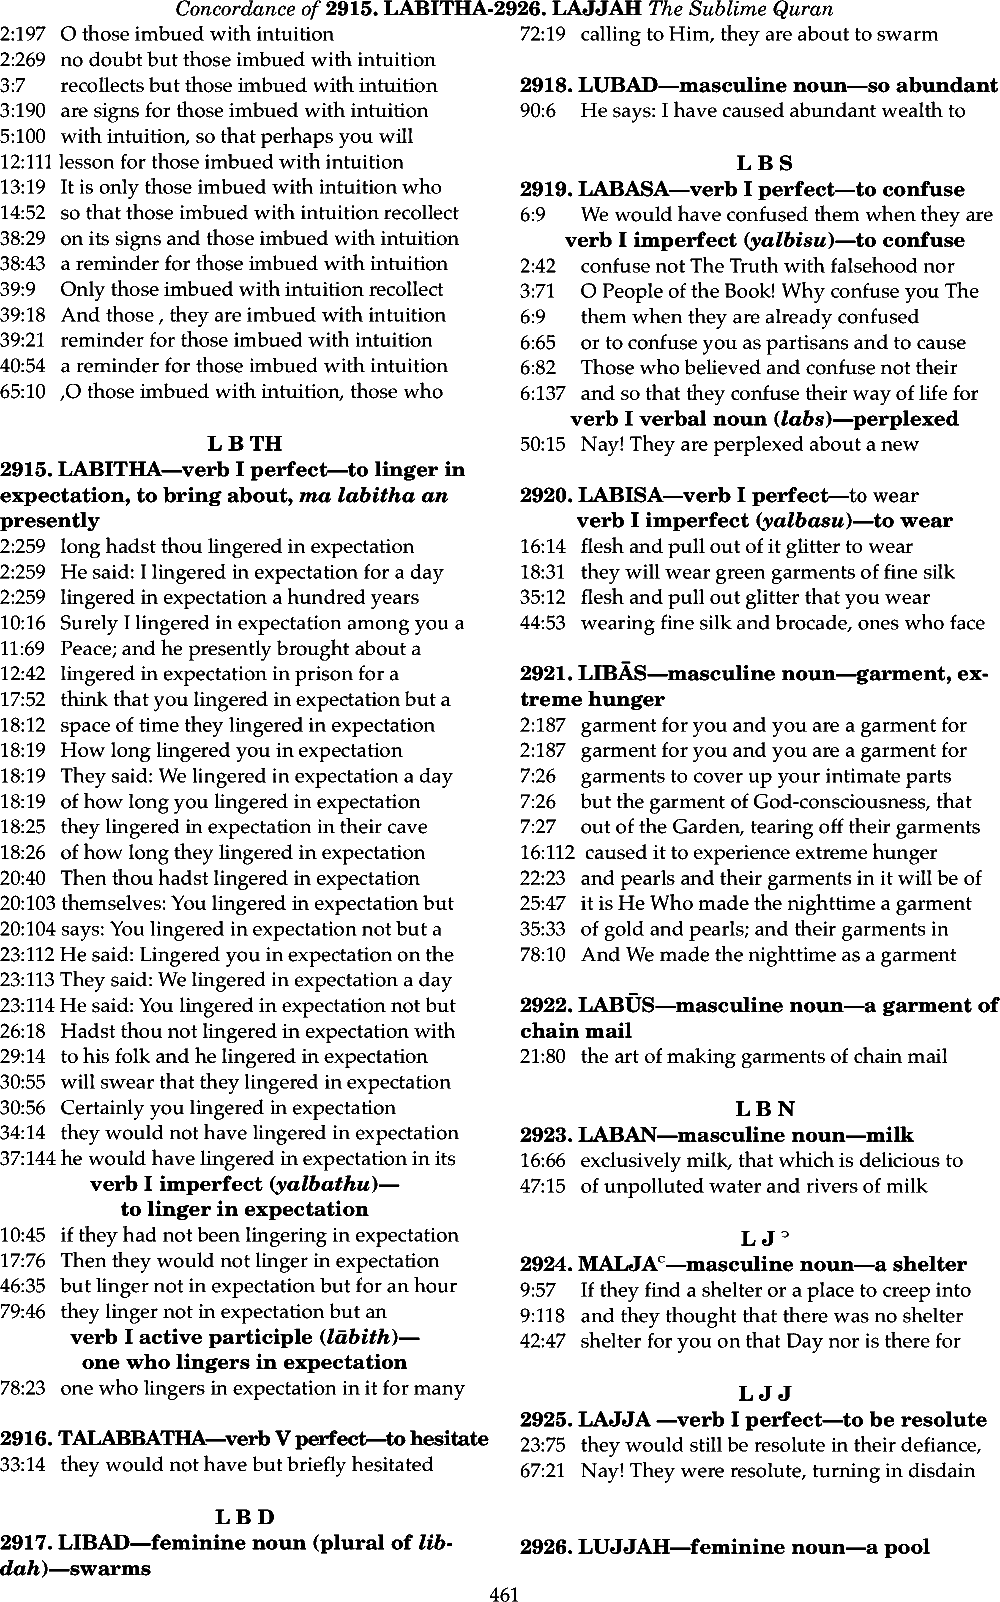 Concordance of 2915. LABITHA-2926. LAJJAH The Sublime Quran
2:197 O those imbued with intuition
2:269 no doubt but those imbued with intuition
3:7 recollects but those imbued with intuition
3:190 are signs for those imbued with intuition
5:100 with intuition, so that perhaps you will
12:111 lesson for those imbued with intuition
13:19 It is only those imbued with intuition who
14:52 so that those imbued with intuition recollect
38:29 on its signs and those imbued with intuition
38:43 a reminder for those imbued with intuition
39:9 Only those imbued with intuition recollect
39:18 And those , they are imbued with intuition
39:21 reminder for those imbued with intuition
40:54 a reminder for those imbued with intuition
65:10 ,O those imbued with intuition, those who
L B TH
2915. LABITHA—verb I perfect—to linger in
expectation, to bring about, ma labitha an
presently
2:259 long hadst thou lingered in expectation
2:259 He said: I lingered in expectation for a day
2:259 lingered in expectation a hundred years
10:16 Surely I lingered in expectation among you a
11:69 Peace; and he presently brought about a
12:42 lingered in expectation in prison for a
17:52 think that you lingered in expectation but a
18:12 space of time they lingered in expectation
18:19 How long lingered you in expectation
18:19 They said: We lingered in expectation a day
18:19 of how long you lingered in expectation
18:25 they lingered in expectation in their cave
18:26 of how long they lingered in expectation
20:40 Then thou hadst lingered in expectation
20:103 themselves: You lingered in expectation but
20:104 says: You lingered in expectation not but a
23:112 He said: Lingered you in expectation on the
23:113 They said: We lingered in expectation a day
23:114 He said: You lingered in expectation not but
26:18 Hadst thou not lingered in expectation with
29:14 to his folk and he lingered in expectation
30:55 will swear that they lingered in expectation
30:56 Certainly you lingered in expectation
34:14 they would not have lingered in expectation
37:144 he would have lingered in expectation in its
verb I imperfect (yalbathu)—
to linger in expectation
10:45 if they had not been lingering in expectation
17:76 Then they would not linger in expectation
46:35 but linger not in expectation but for an hour
79:46 they linger not in expectation but an
verb I active participle (lābith)—
one who lingers in expectation
78:23 one who lingers in expectation in it for many
2916. TALABBATHA—verb V perfect—to hesitate
33:14 they would not have but briefly hesitated
L B D
2917. LIBAD—feminine noun (plural of lib-
dah)—swarms
72:19 calling to Him, they are about to swarm
2918. LUBAD—masculine noun—so abundant
90:6 He says: I have caused abundant wealth to
L B S
2919. LABASA—verb I perfect—to confuse
6:9 We would have confused them when they are
verb I imperfect (yalbisu)—to confuse
2:42 confuse not The Truth with falsehood nor
3:71 O People of the Book! Why confuse you The
6:9 them when they are already confused
6:65 or to confuse you as partisans and to cause
6:82 Those who believed and confuse not their
6:137 and so that they confuse their way of life for
verb I verbal noun (labs)—perplexed
50:15 Nay! They are perplexed about a new
2920. LABISA—verb I perfect—to wear
verb I imperfect (yalbasu)—to wear
16:14 flesh and pull out of it glitter to wear
18:31 they will wear green garments of fine silk
35:12 flesh and pull out glitter that you wear
44:53 wearing fine silk and brocade, ones who face
2921. LIBĀS—masculine noun—garment, ex-
treme hunger
2:187 garment for you and you are a garment for
2:187 garment for you and you are a garment for
7:26 garments to cover up your intimate parts
7:26 but the garment of God-consciousness, that
7:27 out of the Garden, tearing off their garments
16:112 caused it to experience extreme hunger
22:23 and pearls and their garments in it will be of
25:47 it is He Who made the nighttime a garment
35:33 of gold and pearls; and their garments in
78:10 And We made the nighttime as a garment
2922. LABŪS—masculine noun—a garment of
chain mail
21:80 the art of making garments of chain mail
L B N
2923. LABAN—masculine noun—milk
16:66 exclusively milk, that which is delicious to
47:15 of unpolluted water and rivers of milk
L J ᵓ
2924. MALJAᶜ—masculine noun—a shelter
9:57 If they find a shelter or a place to creep into
9:118 and they thought that there was no shelter
42:47 shelter for you on that Day nor is there for
L J J
2925. LAJJA —verb I perfect—to be resolute
23:75 they would still be resolute in their defiance,
67:21 Nay! They were resolute, turning in disdain
2926. LUJJAH—feminine noun—a pool
461